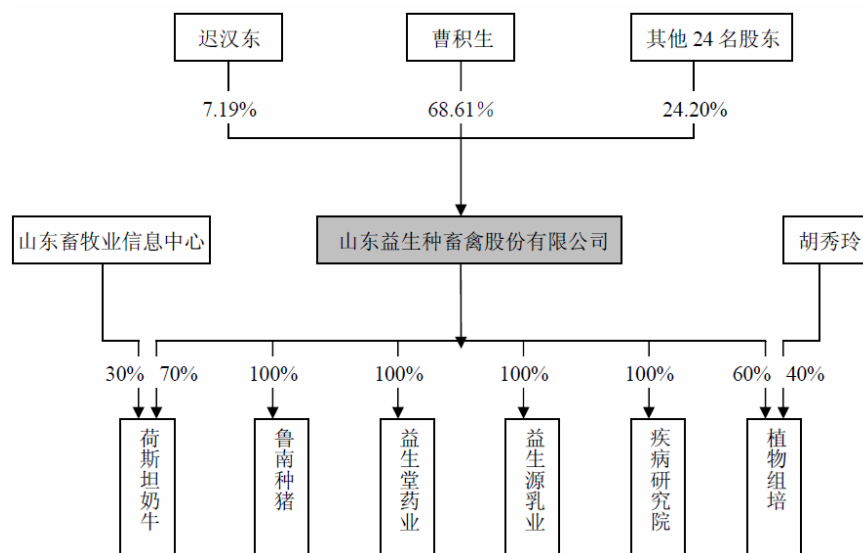 迟汉东
曹积生
其他 24 名股东
7.19%
68.61%
24.20%
山东畜牧业信息中心
山东益生种畜禽股份有限公司
胡秀玲
30%
70%
100%
100%
100%
100%
60%
40%
荷斯坦奶牛
鲁南种猪
益生堂药业
益生源乳业
疾病研究院
植物组培